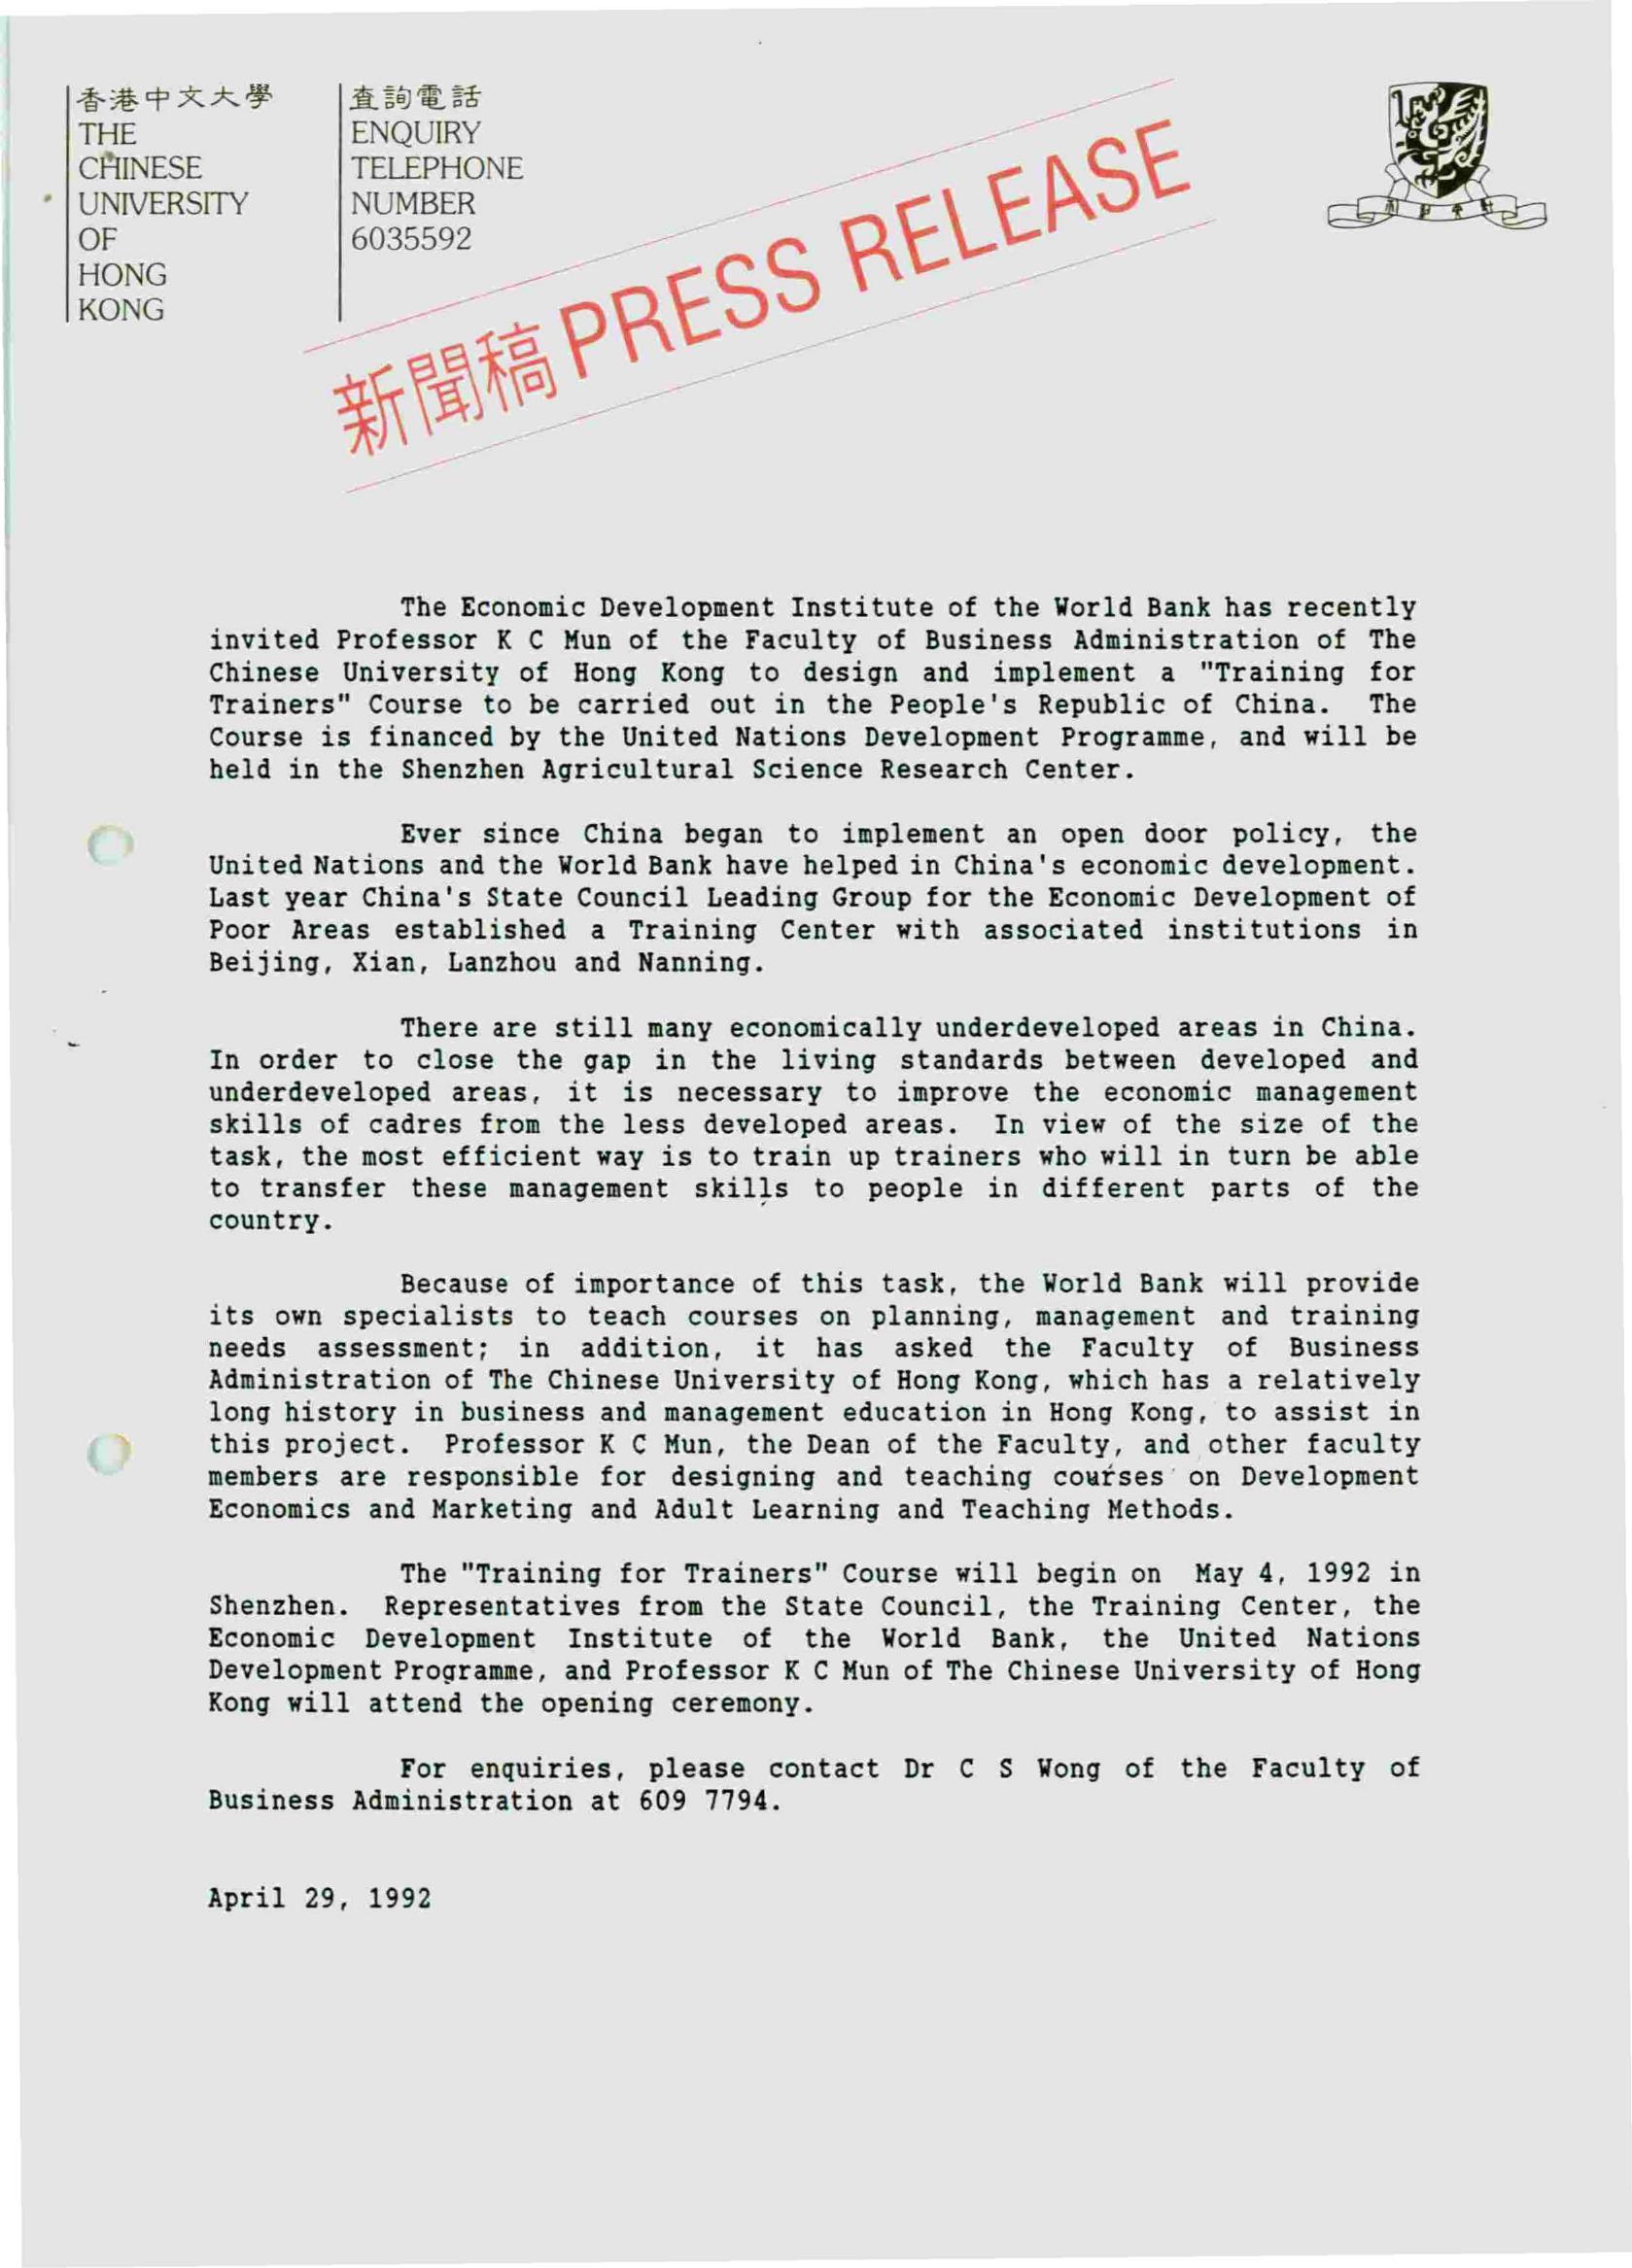 香港中文大學
THE
CHINESE
UNIVERSITY
OF
HONG
KONG
查詢電話
ENQUIRY
TELEPHONE
NUMBER
6035592
新聞稿 PRESS RELEASE
The Economic Development Institute of the World Bank has recently
invited Professor K C Mun of the Faculty of Business Administration of The
Chinese University of Hong Kong to design and implement a "Training for
Trainers" Course to be carried out in the People's Republic of China. The
Course is financed by the United Nations Development Programme, and will be
held in the Shenzhen Agricultural Science Research Center.
Ever since China began to implement an open door policy, the
United Nations and the World Bank have helped in China's economic development.
Last year China's State Council Leading Group for the Economic Development of
Poor Areas established a Training Center with associated institutions in
Beijing, Xian, Lanzhou and Nanning.
There are still many economically underdeveloped areas in China.
In order to close the gap in the living standards between developed and
underdeveloped areas, it is necessary to improve the economic management
skills of cadres from the less developed areas. In view of the size of the
task, the most efficient way is to train up trainers who will in turn be able
to transfer these management skills to people in different parts of the
country.
Because of importance of this task, the World Bank will provide
its own specialists to teach courses on planning, management and training
needs assessment; in addition, it has asked the Faculty of Business
Administration of The Chinese University of Hong Kong, which has a relatively
long history in business and management education in Hong Kong, to assist in
this project. Professor K C Mun, the Dean of the Faculty, and other faculty
members are responsible for designing and teaching courses on Development
Economics and Marketing and Adult Learning and Teaching Methods.
The "Training for Trainers" Course will begin on May 4, 1992 in
Shenzhen. Representatives from the State Council, the Training Center, the
Economic Development Institute of the World Bank, the United Nations
Development Programme, and Professor K C Mun of The Chinese University of Hong
Kong will attend the opening ceremony.
For enquiries, please contact Dr C S Wong of the Faculty of
Business Administration at 609 7794.
April 29, 1992